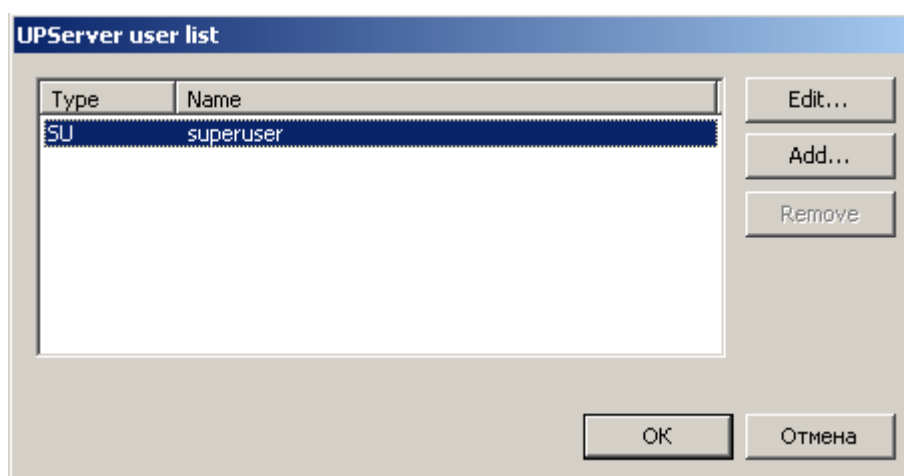 UPServer user list
Type Name
SU superuser
Edit...
Add...
Remove
OK Отмена